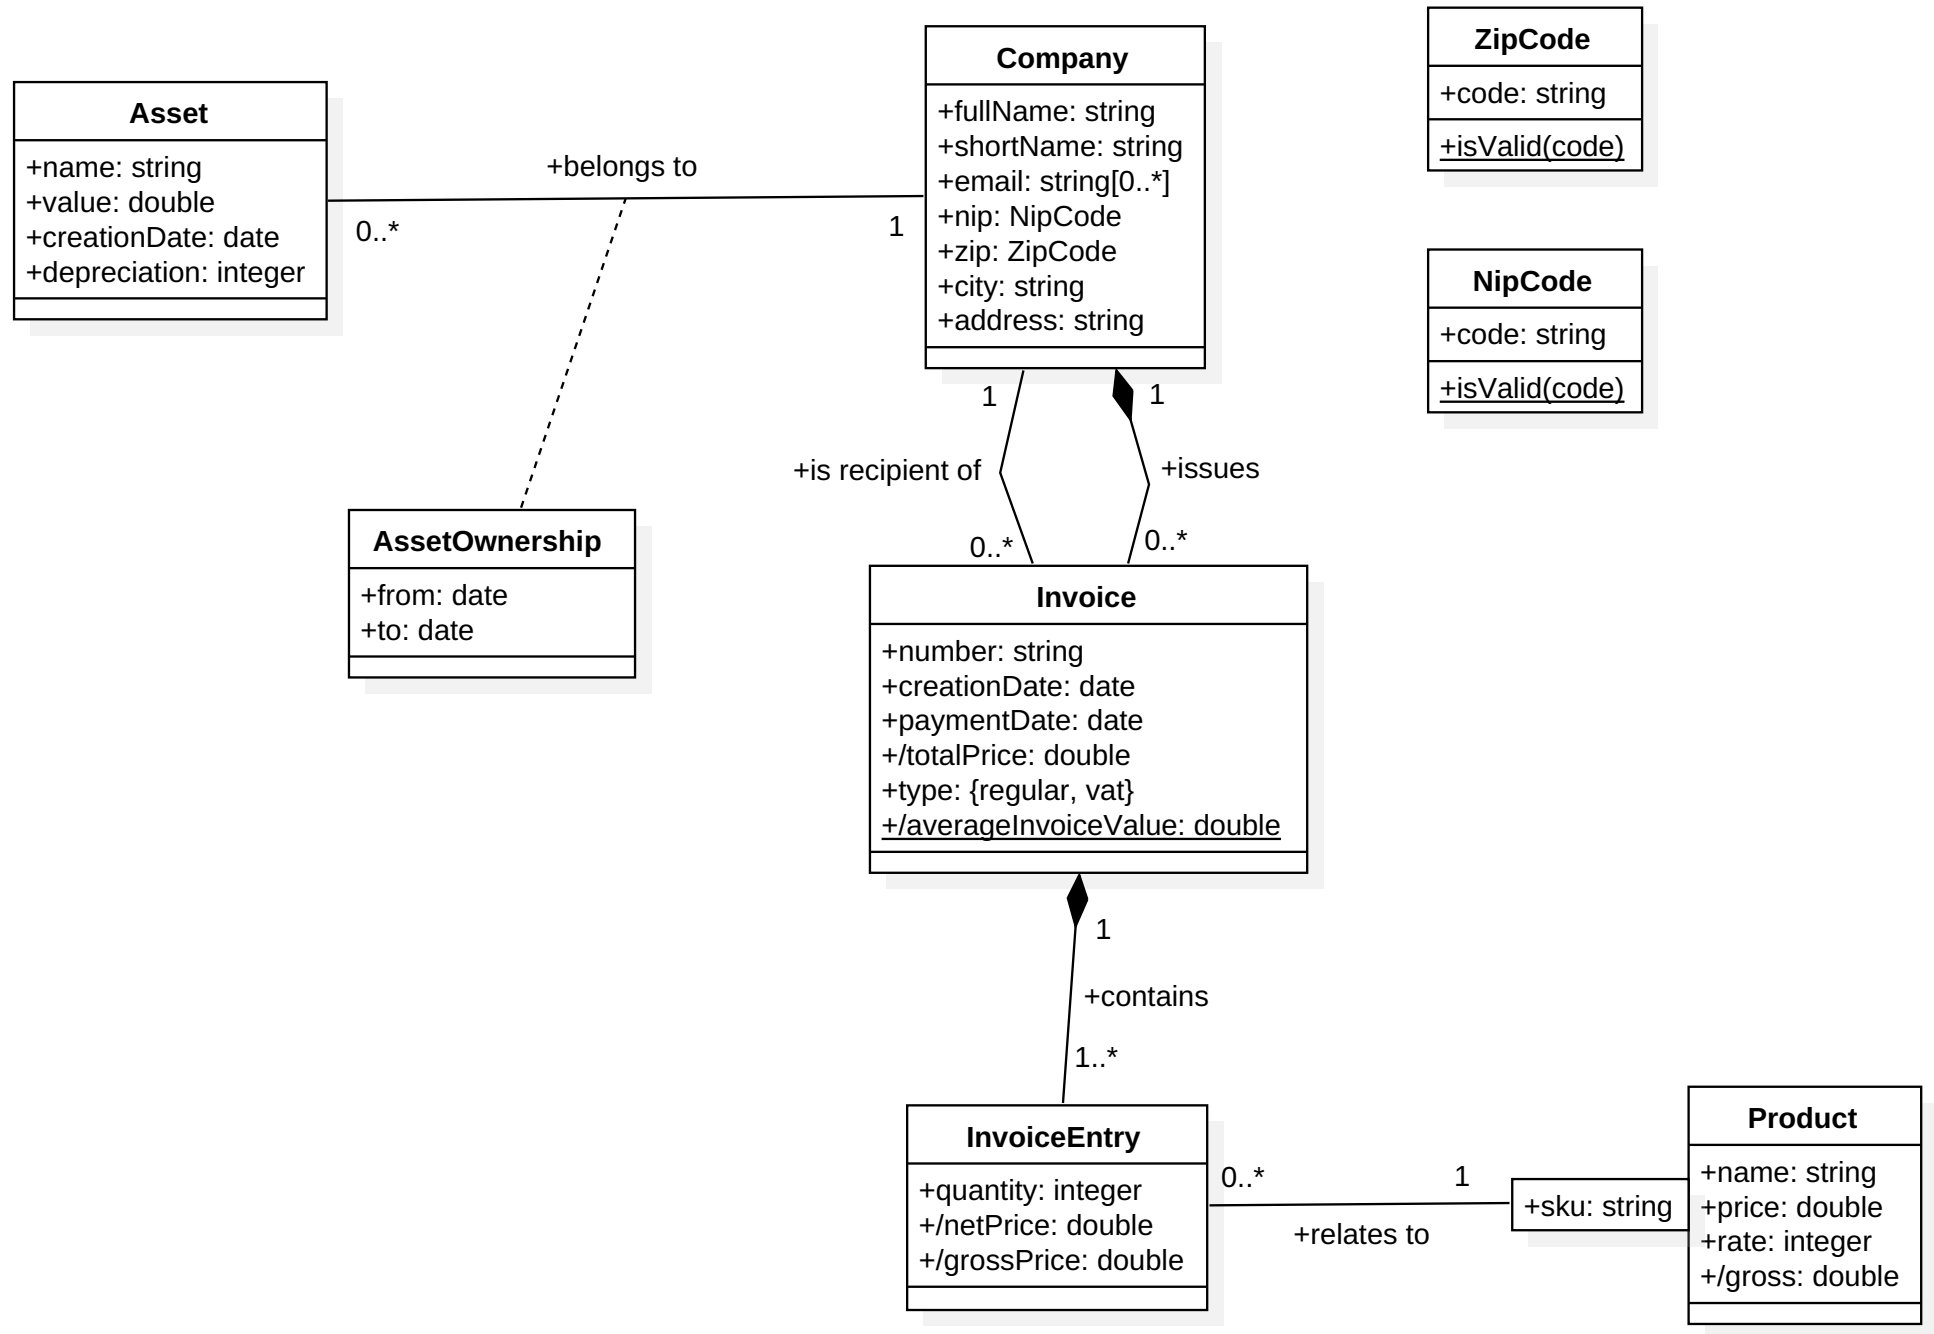 Asset
+name: string
+value: double
+creationDate: date
+depreciation: integer
+belongs to
0..*
1
Company
+fullName: string
+shortName: string
+email: string[0..*]
+nip: NipCode
+zip: ZipCode
+city: string
+address: string
ZipCode
+code: string
+isValid(code)
NipCode
+code: string
+isValid(code)
1
1
+is recipient of
+issues
0..*
0..*
AssetOwnership
+from: date
+to: date
Invoice
+number: string
+creationDate: date
+paymentDate: date
+/totalPrice: double
+type: {regular, vat}
+/averageInvoiceValue: double
1
+contains
1..*
InvoiceEntry
+quantity: integer
+/netPrice: double
+/grossPrice: double
0..*
1
+relates to
+sku: string
Product
+name: string
+price: double
+rate: integer
+/gross: double